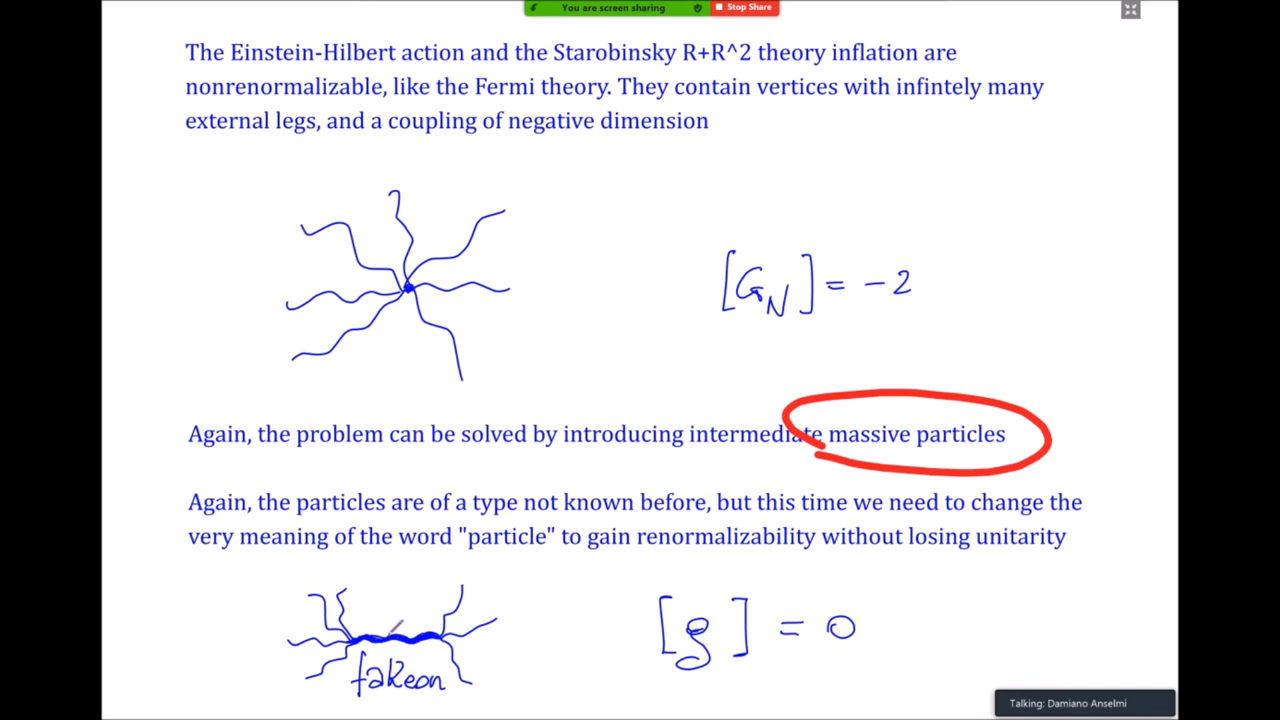 You are screen sharing
Stop Share
The Einstein-Hilbert action and the Starobinsky R+R^2 theory inflation are
nonrenormalizable, like the Fermi theory. They contain vertices with infintely many
external legs, and a coupling of negative dimension
[G_N] = -2
Again, the problem can be solved by introducing intermediate massive particles
Again, the particles are of a type not known before, but this time we need to change the
very meaning of the word "particle" to gain renormalizability without losing unitarity
[g] = 0
fakeon
Talking: Damiano Anselmi